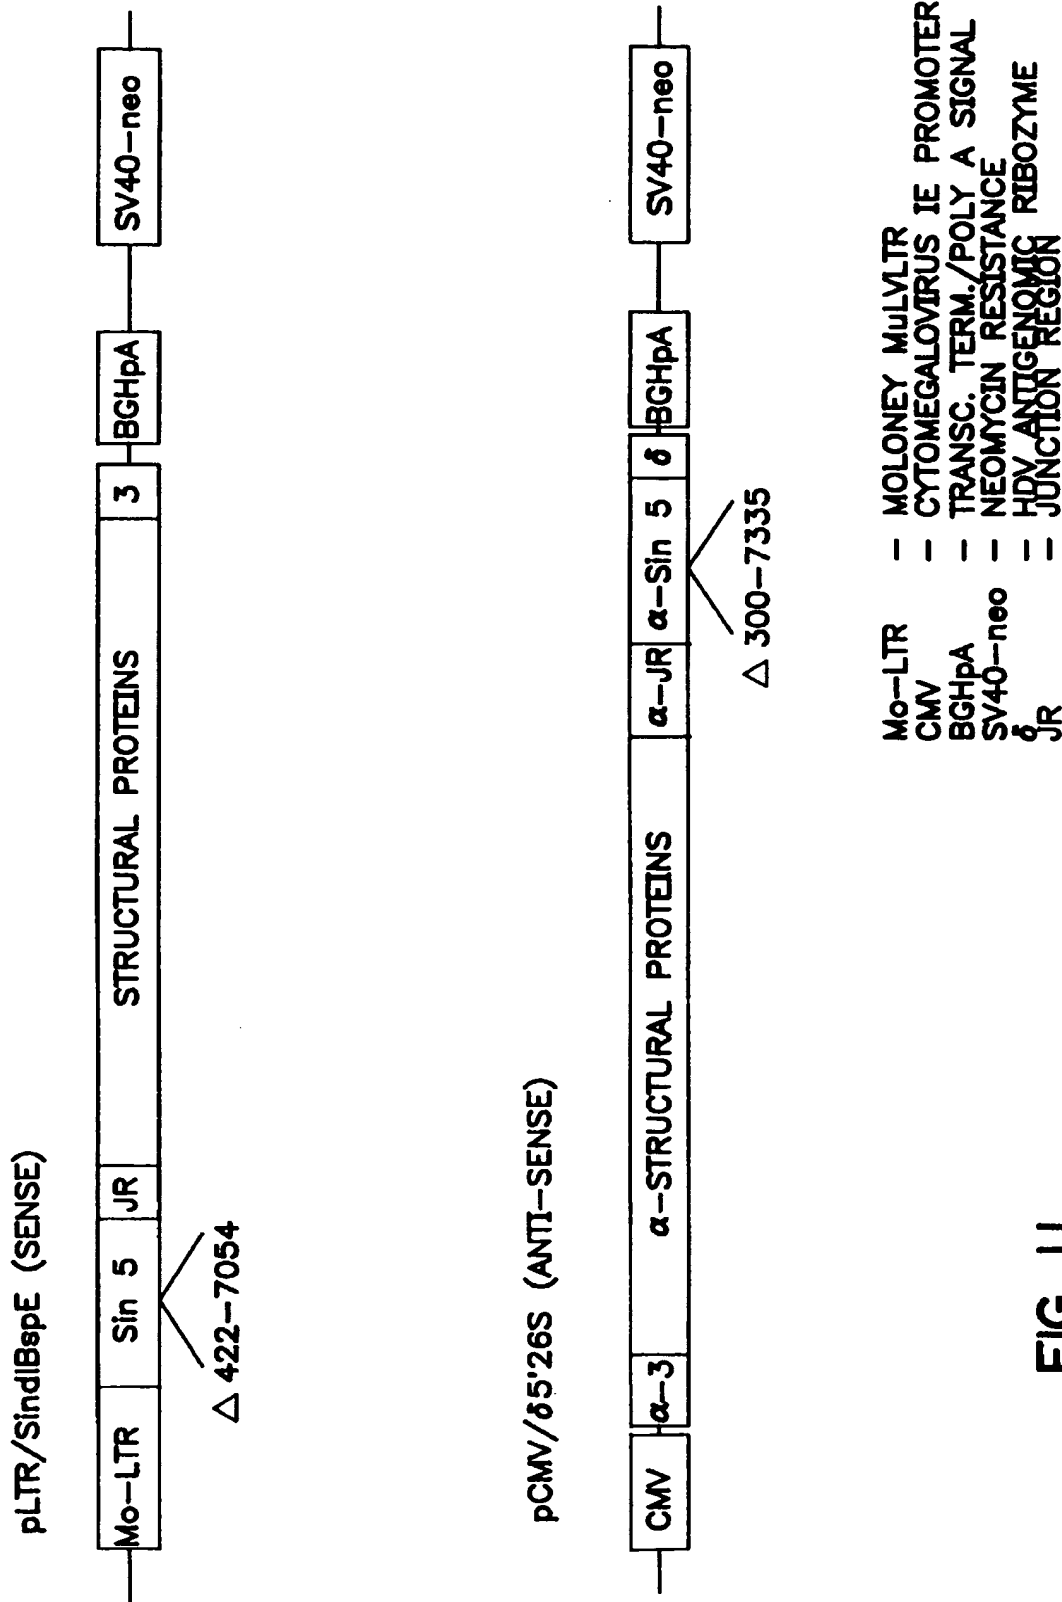 pLTR/SindlBspE (SENSE)
Mo-LTR Sin 5 JR STRUCTURAL PROTEINS 3 BGHpA SV40-neo
△ 422-7054
pCMV/δ5'26S (ANTI-SENSE)
CMV α-3 α-STRUCTURAL PROTEINS α-JR α-Sin 5 δ BGHpA SV40-neo
△ 300-7335
Mo-LTR - MOLONEY MuLVLTR
CMV - CYTOMEGALOVIRUS IE PROMOTER
BGHpA - TRANSC. TERM./POLY A SIGNAL
SV40-neo - NEOMYCIN RESISTANCE
δ - HDV ANTIGENOMIC RIBOZYME
JR - JUNCTION REGION
FIG.